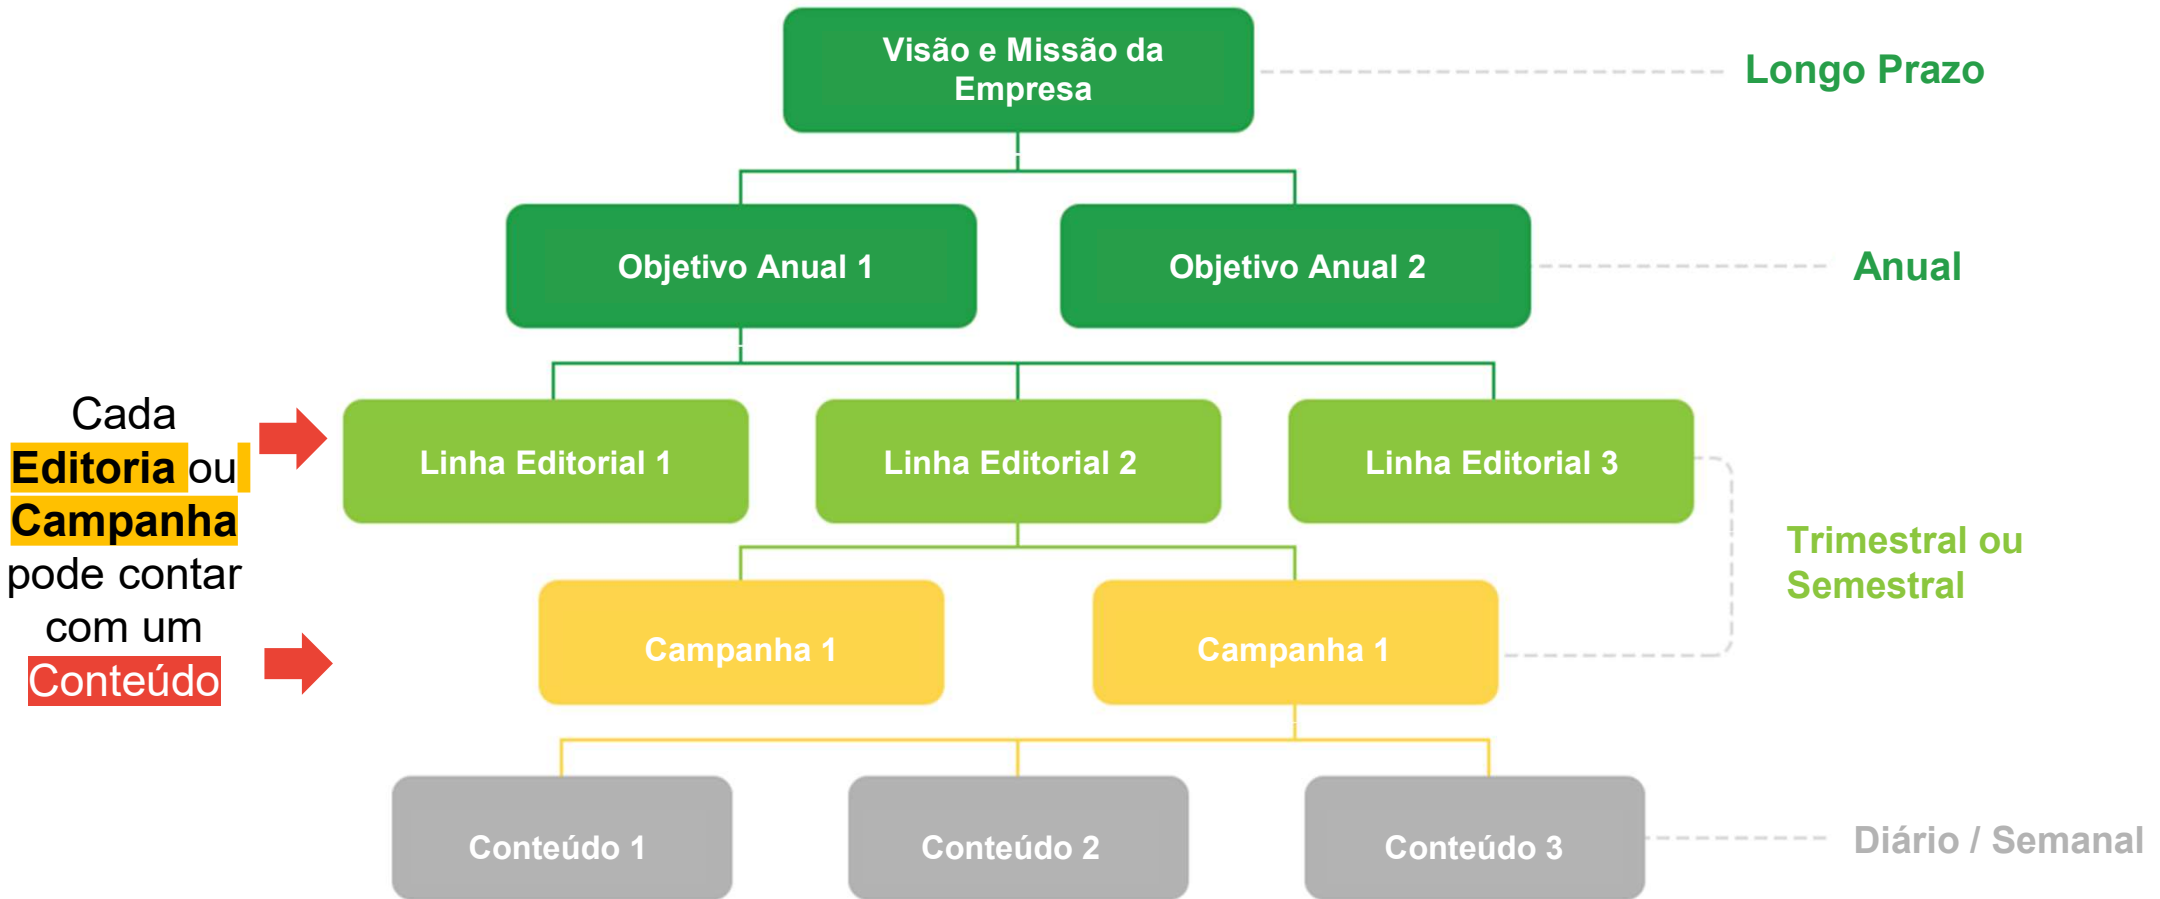 Visão e Missão da
Empresa
Longo Prazo
Objetivo Anual 1
Objetivo Anual 2
Anual
Cada
Editoria ou
Campanha
pode contar
com um
Conteúdo
Linha Editorial 1
Linha Editorial 2
Linha Editorial 3
Trimestral ou
Semestral
Campanha 1
Campanha 1
Conteúdo 1
Conteúdo 2
Conteúdo 3
Diário / Semanal